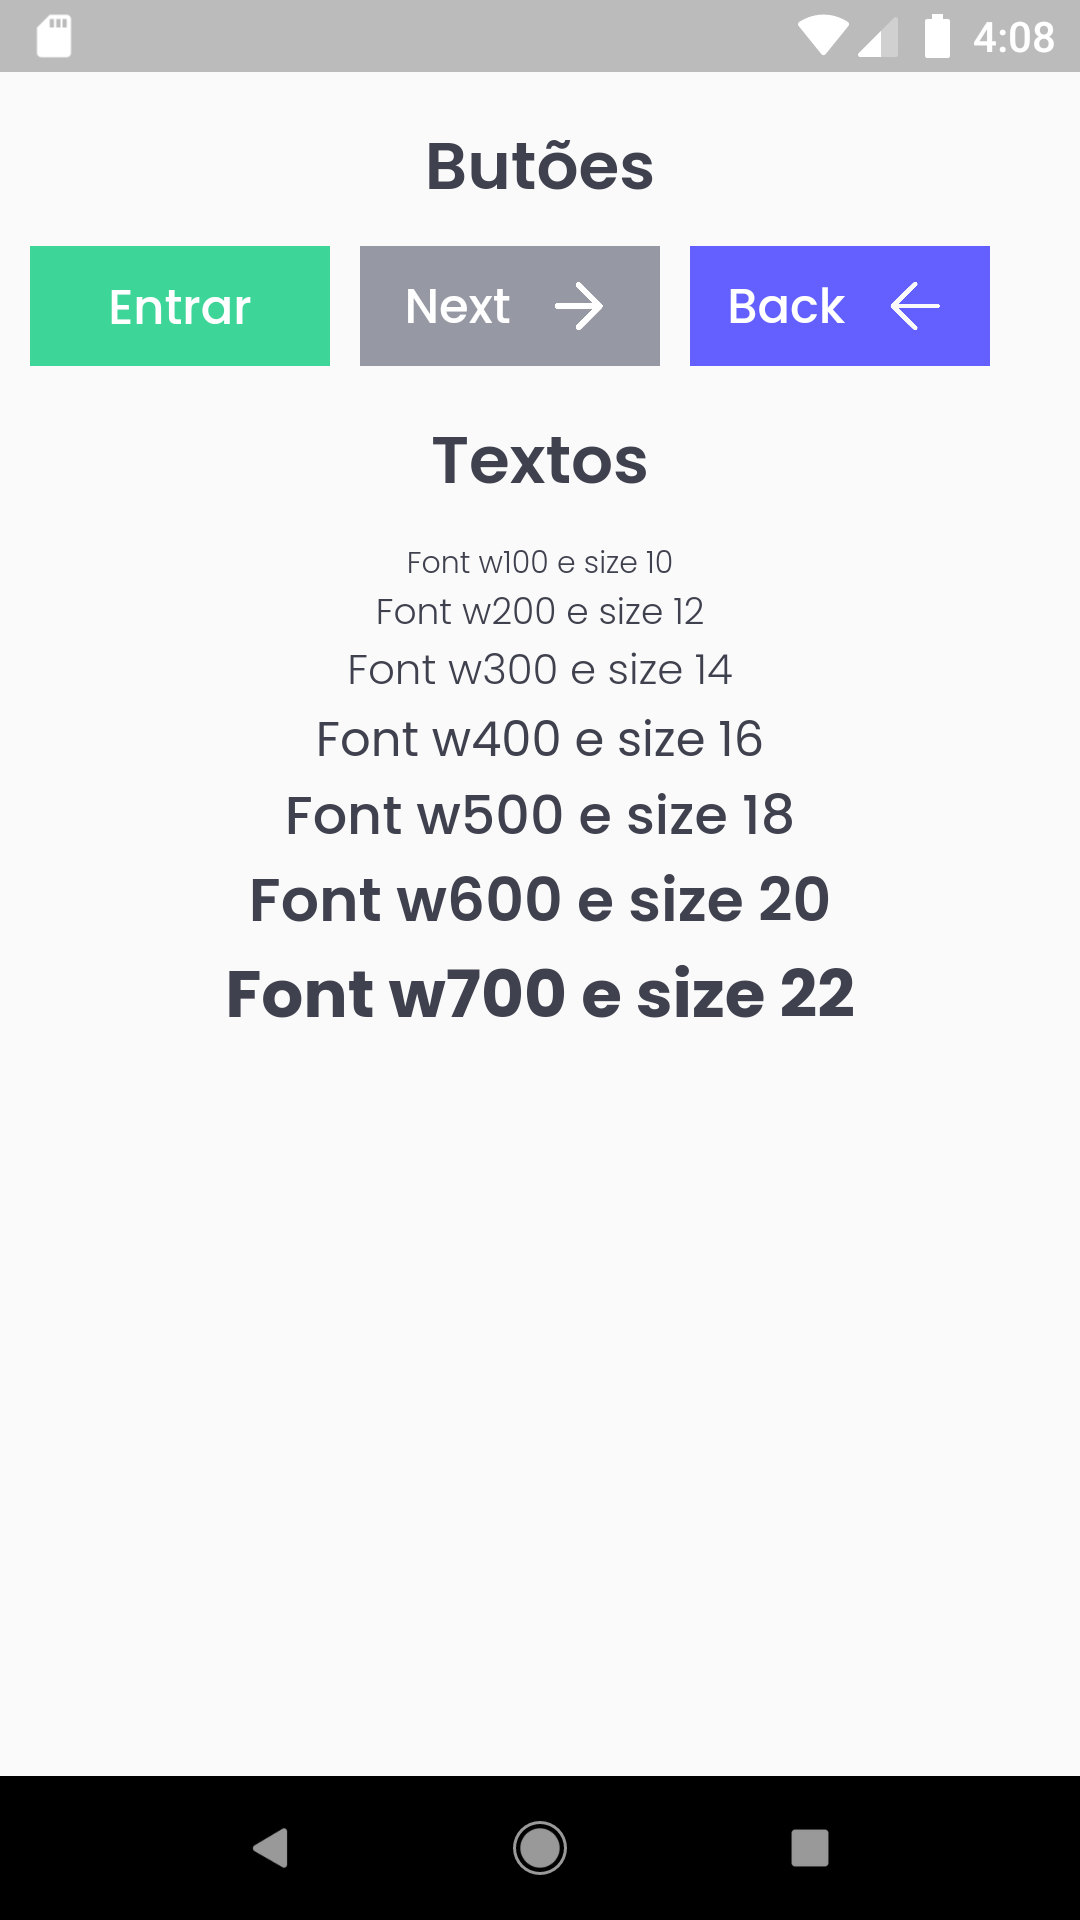 4:08
Butões
Entrar
Next
Back
Textos
Font w100 e size 10
Font w200 e size 12
Font w300 e size 14
Font w400 e size 16
Font w500 e size 18
Font w600 e size 20
Font w700 e size 22